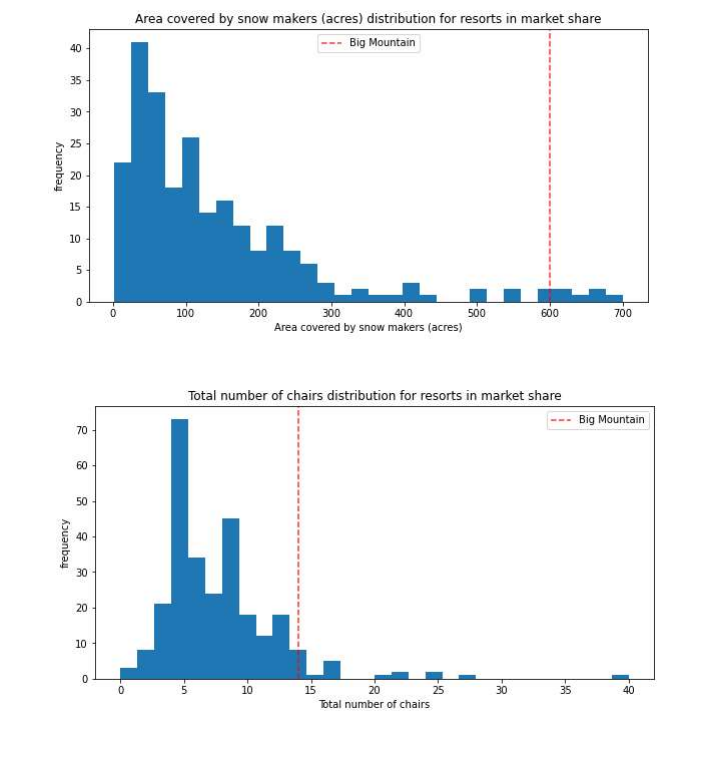 Area covered by snow makers (acres) distribution for resorts in market share
Big Mountain
frequency
40
35
30
25
20
15
10
5
0
0 100 200 300 400 500 600 700
Area covered by snow makers (acres)
Total number of chairs distribution for resorts in market share
Big Mountain
frequency
70
60
50
40
30
20
10
0
0 5 10 15 20 25 30 35 40
Total number of chairs